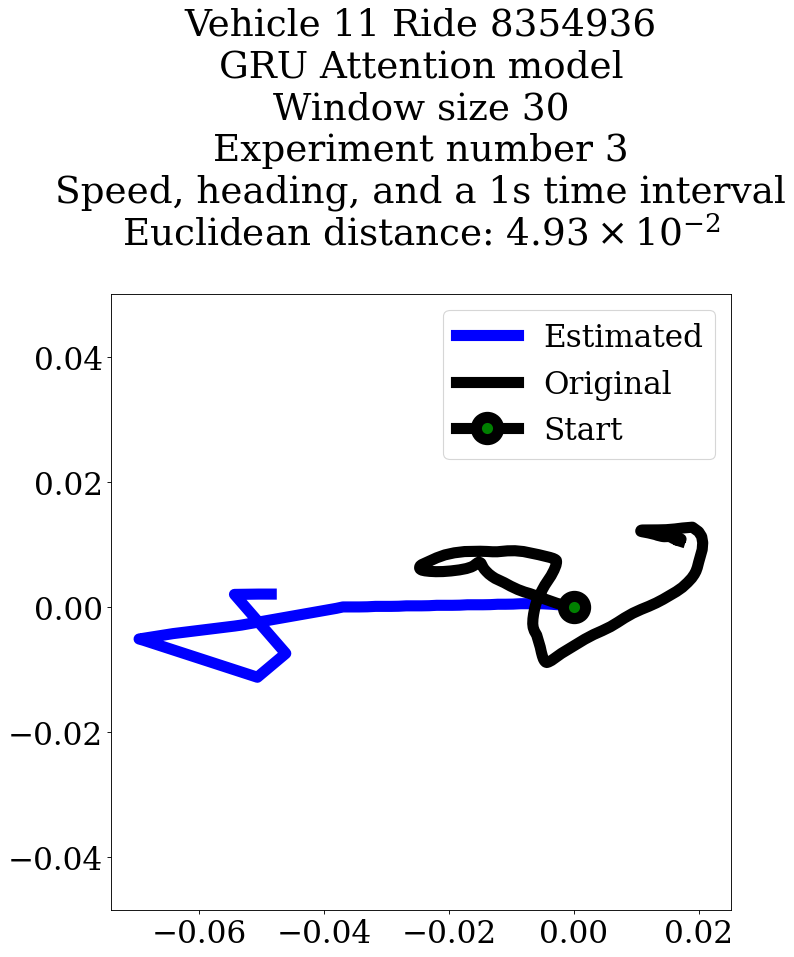 Vehicle 11 Ride 8354936
GRU Attention model
Window size 30
Experiment number 3
Speed, heading, and a 1s time interval
Euclidean distance: 4.93 × 10⁻²
Estimated
Original
Start
0.04
0.02
0.00
−0.02
−0.04
−0.06 −0.04 −0.02 0.00 0.02